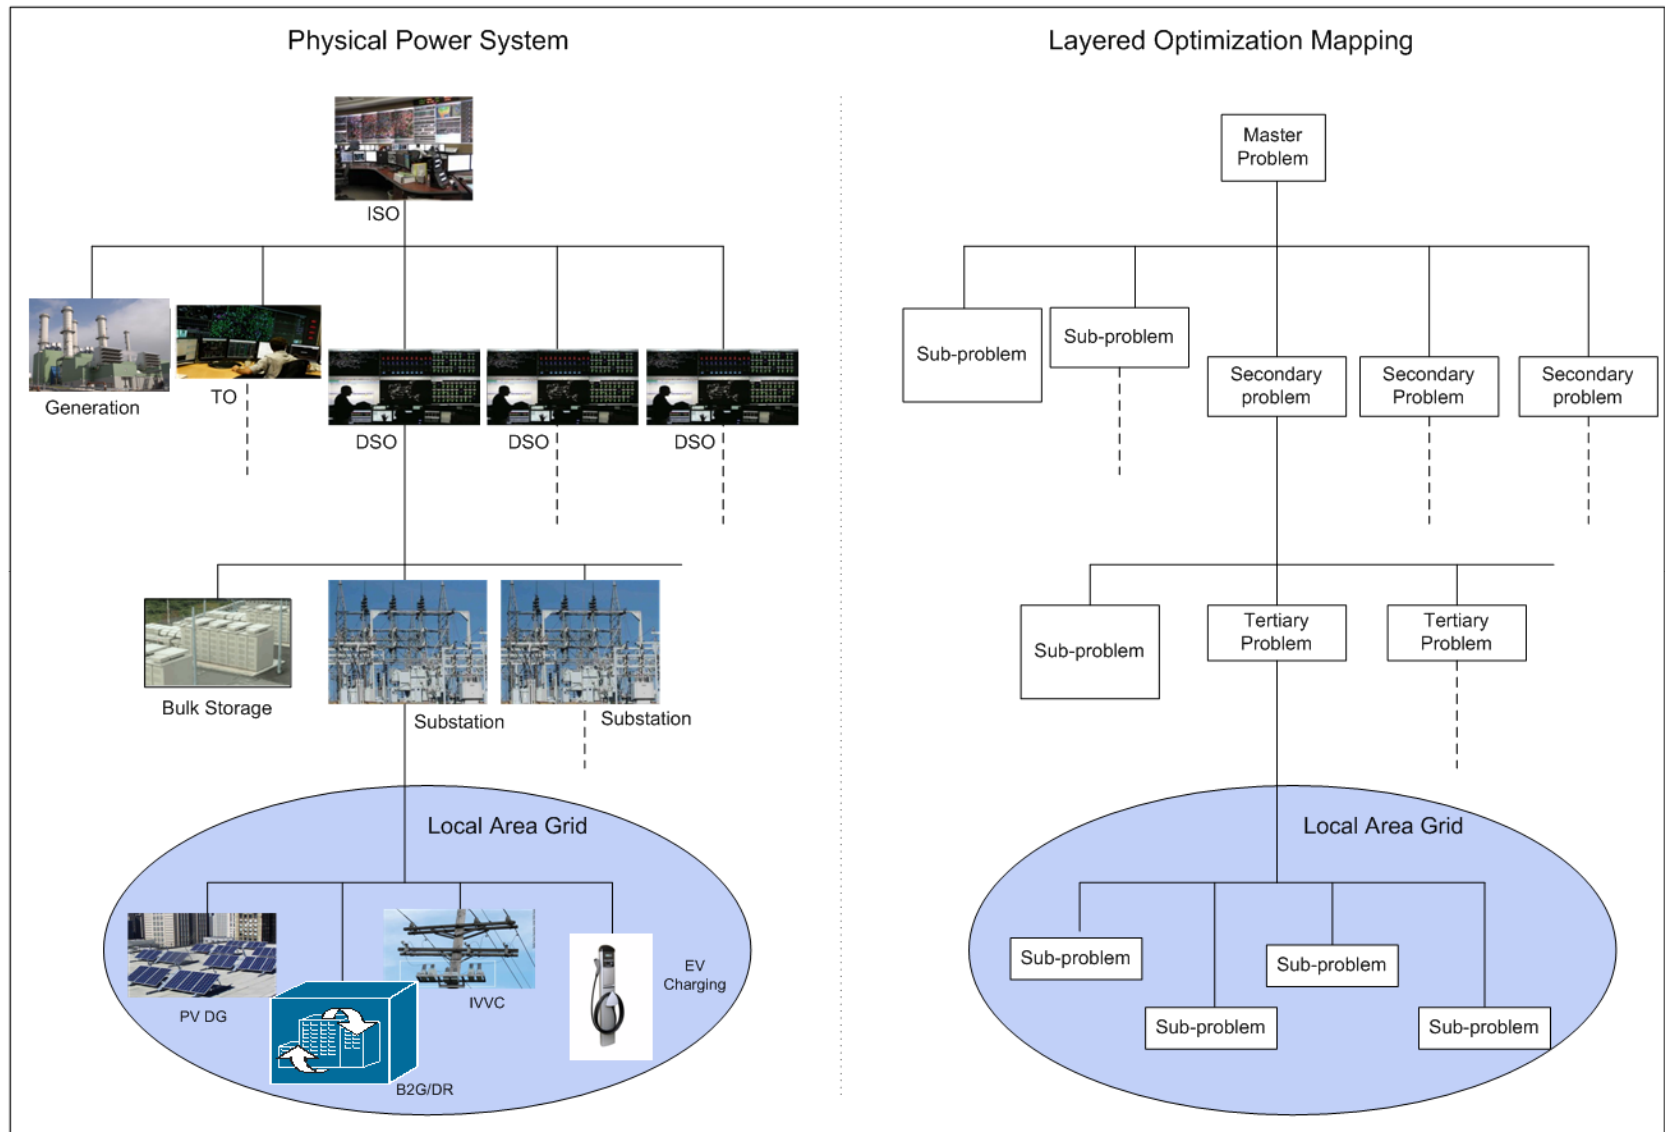 Physical Power System
Layered Optimization Mapping
ISO
Generation
TO
DSO
DSO
DSO
Bulk Storage
Substation
Substation
Local Area Grid
PV DG
B2G/DR
IVVC
EV
Charging
Master
Problem
Sub-problem
Sub-problem
Secondary
problem
Secondary
Problem
Secondary
problem
Sub-problem
Tertiary
Problem
Tertiary
Problem
Local Area Grid
Sub-problem
Sub-problem
Sub-problem
Sub-problem